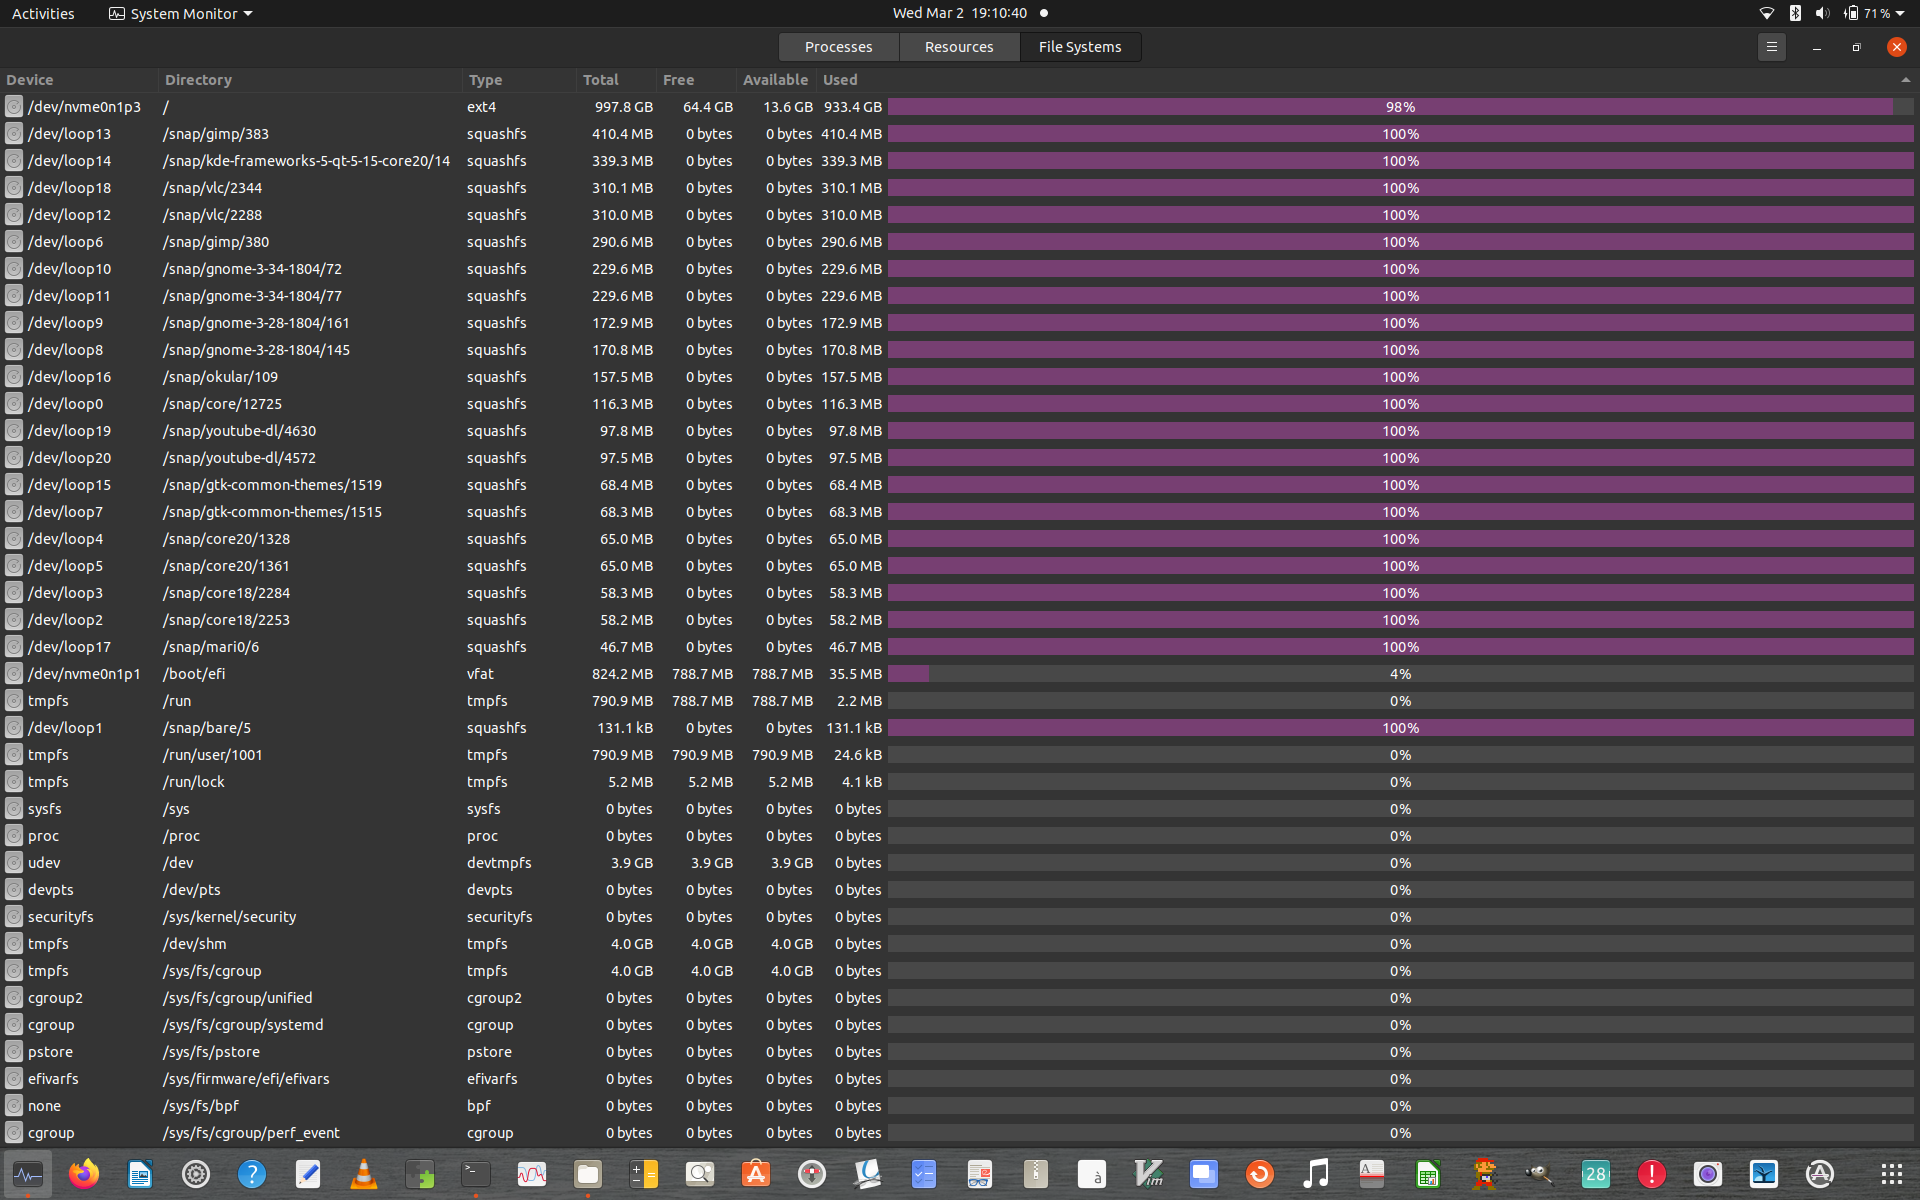 Activities System Monitor Wed Mar 2 19:10:40 71 %
Processes Resources File Systems
Device Directory Type Total Free Available Used
/dev/nvme0n1p3 / ext4 997.8 GB 64.4 GB 13.6 GB 933.4 GB 98%
/dev/loop13 /snap/gimp/383 squashfs 410.4 MB 0 bytes 0 bytes 410.4 MB 100%
/dev/loop14 /snap/kde-frameworks-5-qt-5-15-core20/14 squashfs 339.3 MB 0 bytes 0 bytes 339.3 MB 100%
/dev/loop18 /snap/vlc/2344 squashfs 310.1 MB 0 bytes 0 bytes 310.1 MB 100%
/dev/loop12 /snap/vlc/2288 squashfs 310.0 MB 0 bytes 0 bytes 310.0 MB 100%
/dev/loop6 /snap/gimp/380 squashfs 290.6 MB 0 bytes 0 bytes 290.6 MB 100%
/dev/loop10 /snap/gnome-3-34-1804/72 squashfs 229.6 MB 0 bytes 0 bytes 229.6 MB 100%
/dev/loop11 /snap/gnome-3-34-1804/77 squashfs 229.6 MB 0 bytes 0 bytes 229.6 MB 100%
/dev/loop9 /snap/gnome-3-28-1804/161 squashfs 172.9 MB 0 bytes 0 bytes 172.9 MB 100%
/dev/loop8 /snap/gnome-3-28-1804/145 squashfs 170.8 MB 0 bytes 0 bytes 170.8 MB 100%
/dev/loop16 /snap/okular/109 squashfs 157.5 MB 0 bytes 0 bytes 157.5 MB 100%
/dev/loop0 /snap/core/12725 squashfs 116.3 MB 0 bytes 0 bytes 116.3 MB 100%
/dev/loop19 /snap/youtube-dl/4630 squashfs 97.8 MB 0 bytes 0 bytes 97.8 MB 100%
/dev/loop20 /snap/youtube-dl/4572 squashfs 97.5 MB 0 bytes 0 bytes 97.5 MB 100%
/dev/loop15 /snap/gtk-common-themes/1519 squashfs 68.4 MB 0 bytes 0 bytes 68.4 MB 100%
/dev/loop7 /snap/gtk-common-themes/1515 squashfs 68.3 MB 0 bytes 0 bytes 68.3 MB 100%
/dev/loop4 /snap/core20/1328 squashfs 65.0 MB 0 bytes 0 bytes 65.0 MB 100%
/dev/loop5 /snap/core20/1361 squashfs 65.0 MB 0 bytes 0 bytes 65.0 MB 100%
/dev/loop3 /snap/core18/2284 squashfs 58.3 MB 0 bytes 0 bytes 58.3 MB 100%
/dev/loop2 /snap/core18/2253 squashfs 58.2 MB 0 bytes 0 bytes 58.2 MB 100%
/dev/loop17 /snap/mari0/6 squashfs 46.7 MB 0 bytes 0 bytes 46.7 MB 100%
/dev/nvme0n1p1 /boot/efi vfat 824.2 MB 788.7 MB 788.7 MB 35.5 MB 4%
tmpfs /run tmpfs 790.9 MB 788.7 MB 788.7 MB 2.2 MB 0%
/dev/loop1 /snap/bare/5 squashfs 131.1 kB 0 bytes 0 bytes 131.1 kB 100%
tmpfs /run/user/1001 tmpfs 790.9 MB 790.9 MB 790.9 MB 24.6 kB 0%
tmpfs /run/lock tmpfs 5.2 MB 5.2 MB 5.2 MB 4.1 kB 0%
sysfs /sys sysfs 0 bytes 0 bytes 0 bytes 0 bytes 0%
proc /proc proc 0 bytes 0 bytes 0 bytes 0 bytes 0%
udev /dev devtmpfs 3.9 GB 3.9 GB 3.9 GB 0 bytes 0%
devpts /dev/pts devpts 0 bytes 0 bytes 0 bytes 0 bytes 0%
securityfs /sys/kernel/security securityfs 0 bytes 0 bytes 0 bytes 0 bytes 0%
tmpfs /dev/shm tmpfs 4.0 GB 4.0 GB 4.0 GB 0 bytes 0%
tmpfs /sys/fs/cgroup tmpfs 4.0 GB 4.0 GB 4.0 GB 0 bytes 0%
cgroup2 /sys/fs/cgroup/unified cgroup2 0 bytes 0 bytes 0 bytes 0 bytes 0%
cgroup /sys/fs/cgroup/systemd cgroup 0 bytes 0 bytes 0 bytes 0 bytes 0%
pstore /sys/fs/pstore pstore 0 bytes 0 bytes 0 bytes 0 bytes 0%
efivarfs /sys/firmware/efi/efivars efivarfs 0 bytes 0 bytes 0 bytes 0 bytes 0%
none /sys/fs/bpf bpf 0 bytes 0 bytes 0 bytes 0 bytes 0%
cgroup /sys/fs/cgroup/perf_event cgroup 0 bytes 0 bytes 0 bytes 0 bytes 0%
à Vim A 28